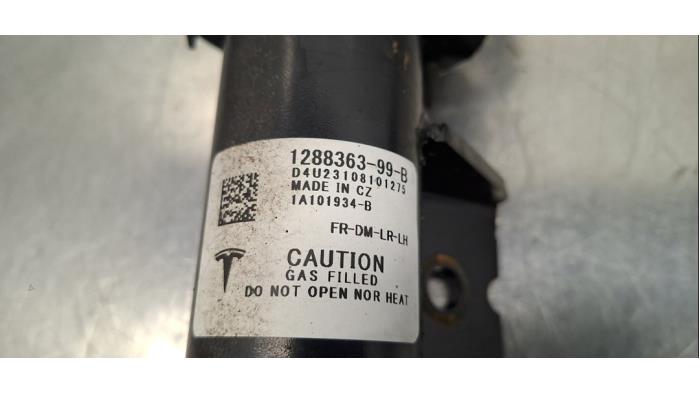 1288363-99-B
D4U23108101275
MADE IN CZ
1A101934-B
FR-DM-LR-LH
CAUTION
GAS FILLED
DO NOT OPEN NOR HEAT